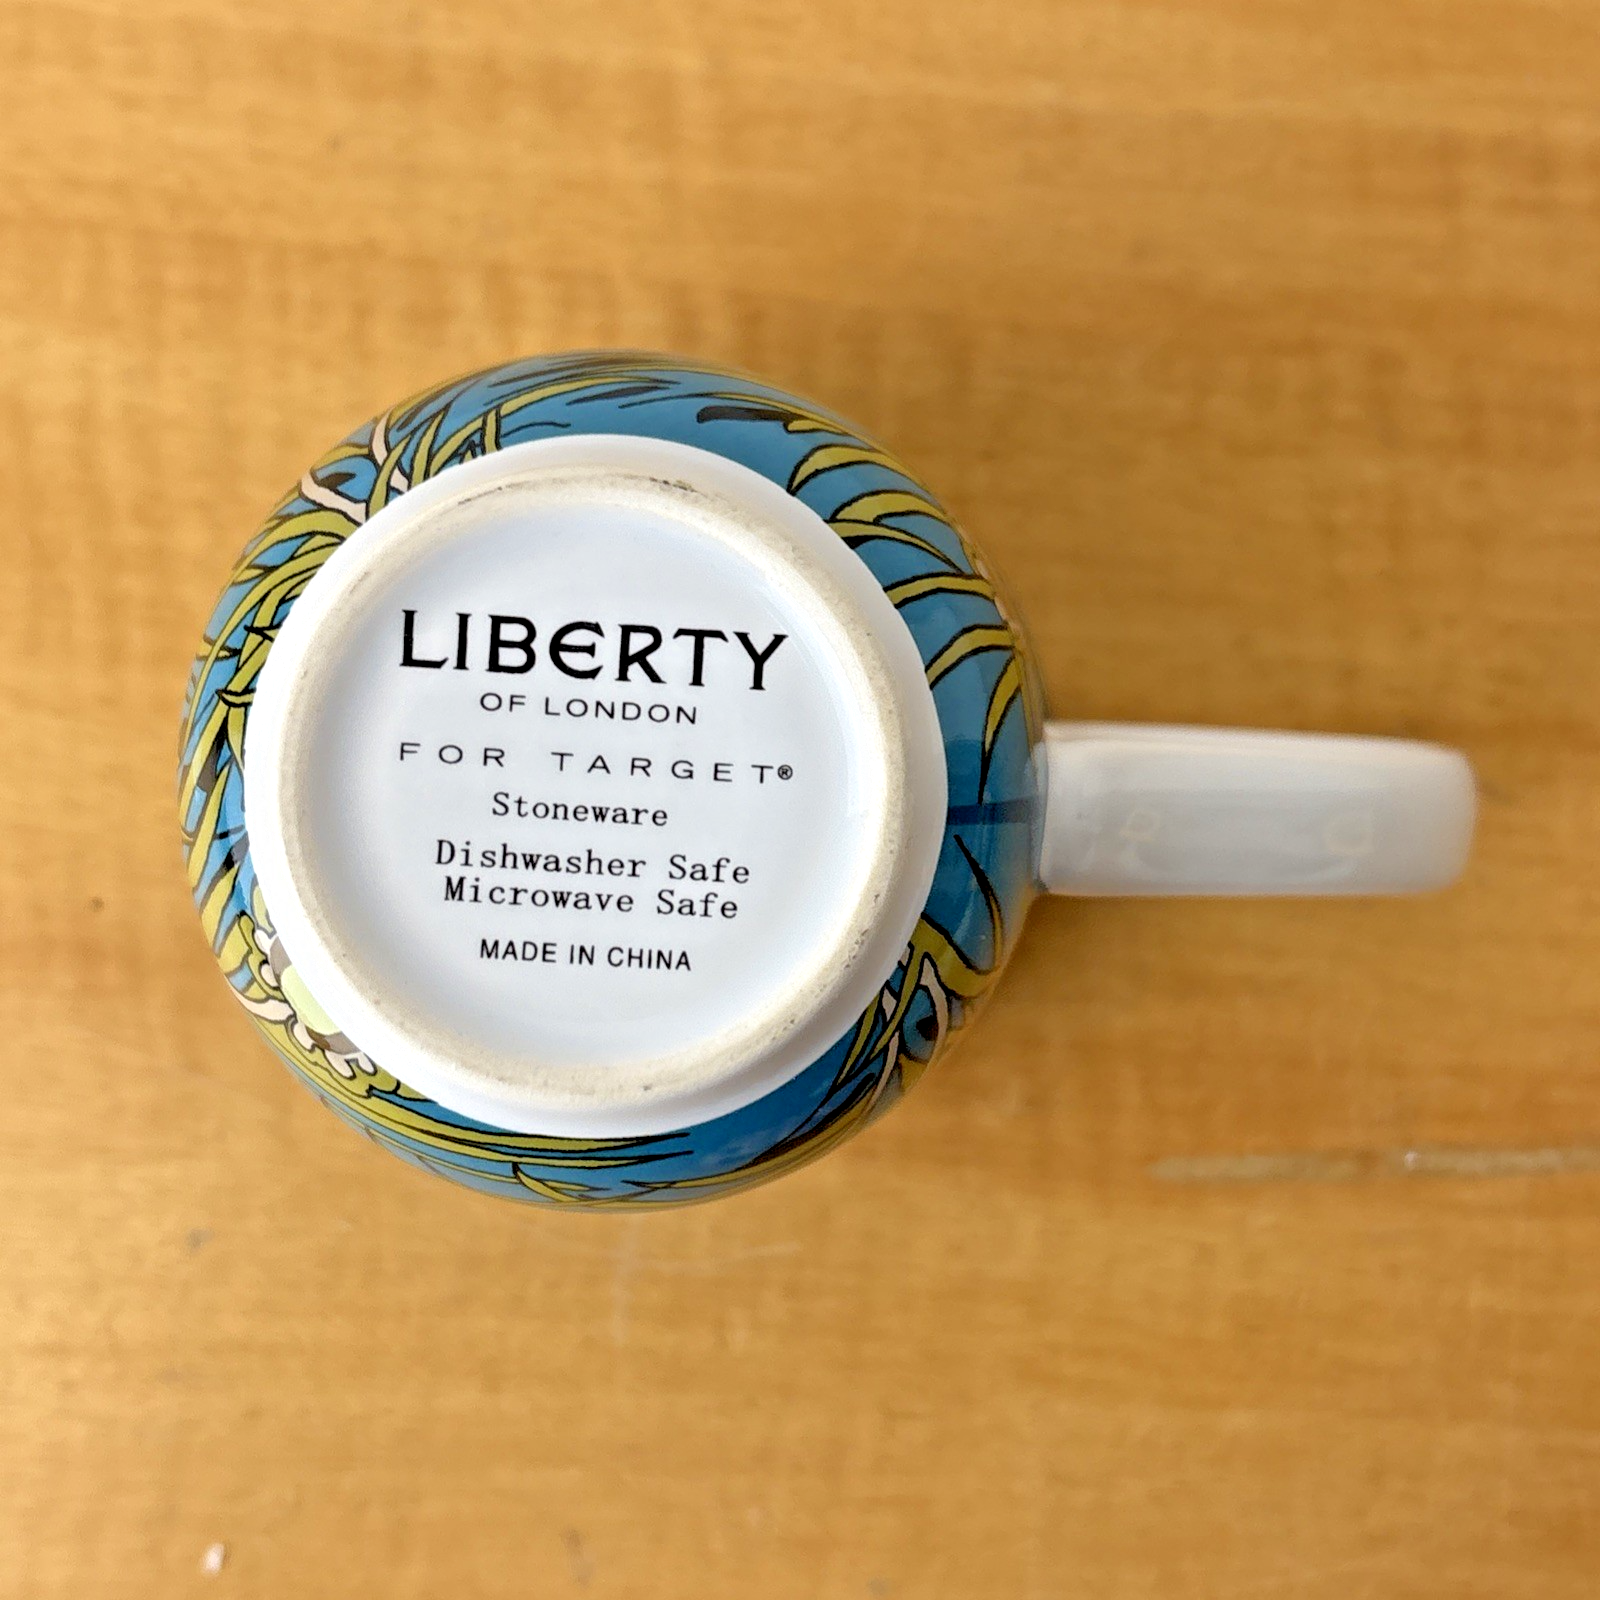 LIBERTY
OF LONDON
FOR TARGET®
Stoneware
Dishwasher Safe
Microwave Safe
MADE IN CHINA